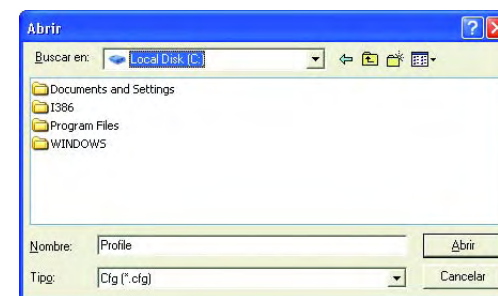 Abrir
Buscar en: Local Disk (C:)
Documents and Settings
I386
Program Files
WINDOWS
Nombre: Profile Abrir
Tipo: Cfg (*.cfg) Cancelar